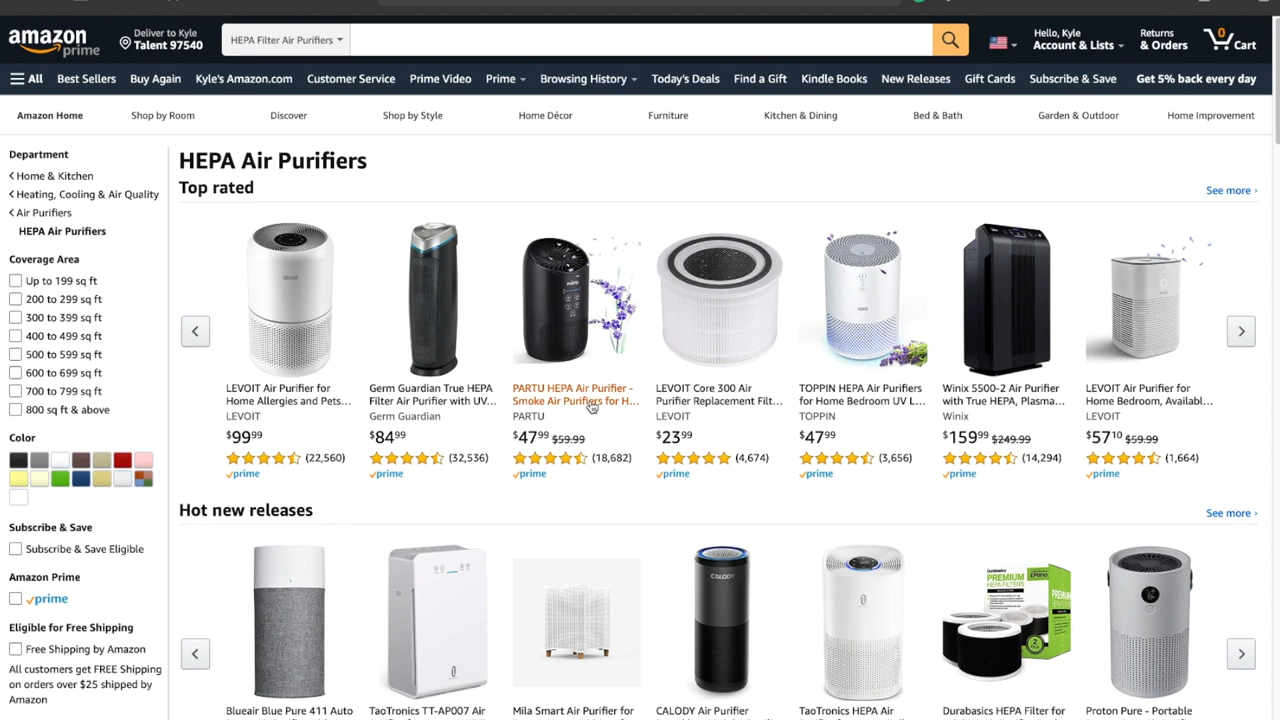 amazon
prime
Deliver to Kyle
Talent 97540
HEPA Filter Air Purifiers
Hello, Kyle
Account & Lists
Returns
& Orders
0
Cart
All
Best Sellers
Buy Again
Kyle's Amazon.com
Customer Service
Prime Video
Prime
Browsing History
Today's Deals
Find a Gift
Kindle Books
New Releases
Gift Cards
Subscribe & Save
Get 5% back every day
Amazon Home
Shop by Room
Discover
Shop by Style
Home Décor
Furniture
Kitchen & Dining
Bed & Bath
Garden & Outdoor
Home Improvement
Department
Home & Kitchen
Heating, Cooling & Air Quality
Air Purifiers
HEPA Air Purifiers
Coverage Area
Up to 199 sq ft
200 to 299 sq ft
300 to 399 sq ft
400 to 499 sq ft
500 to 599 sq ft
600 to 699 sq ft
700 to 799 sq ft
800 sq ft & above
Color
Subscribe & Save
Subscribe & Save Eligible
Amazon Prime
prime
Eligible for Free Shipping
Free Shipping by Amazon
All customers get FREE Shipping
on orders over $25 shipped by
Amazon
HEPA Air Purifiers
Top rated
See more ›
LEVOIT Air Purifier for
Home Allergies and Pets...
LEVOIT
$99.99
(22,560)
prime
Germ Guardian True HEPA
Filter Air Purifier with UV...
Germ Guardian
$84.99
(32,536)
prime
PARTU HEPA Air Purifier -
Smoke Air Purifiers for H...
PARTU
$47.99 $59.99
(18,682)
prime
LEVOIT Core 300 Air
Purifier Replacement Filt...
LEVOIT
$23.99
(4,674)
prime
TOPPIN HEPA Air Purifiers
for Home Bedroom UV L...
TOPPIN
$47.99
(3,656)
prime
Winix 5500-2 Air Purifier
with True HEPA, Plasma...
Winix
$159.99 $249.99
(14,294)
prime
LEVOIT Air Purifier for
Home Bedroom, Availabl...
LEVOIT
$57.10 $59.99
(1,664)
prime
Hot new releases
See more ›
CALODY
PREMIUM
HEPA FILTERS
Blueair Blue Pure 411 Auto
TaoTronics TT-AP007 Air
Mila Smart Air Purifier for
CALODY Air Purifier
TaoTronics HEPA Air
Durabasics HEPA Filter for
Proton Pure - Portable